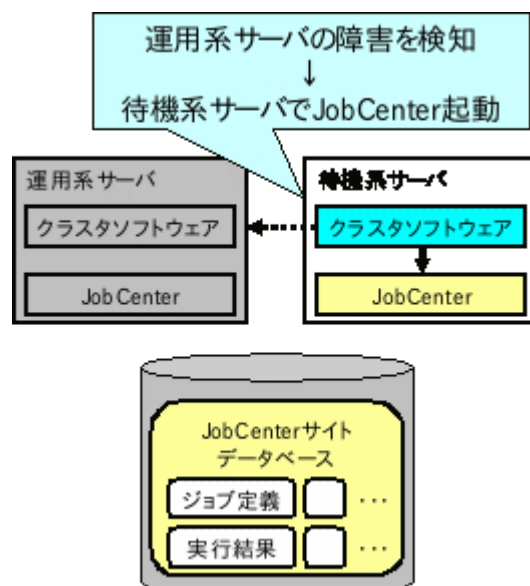 運用系サーバの障害を検知
↓
待機系サーバでJobCenter起動
運用系サーバ
クラスタソフトウェア
JobCenter
待機系サーバ
クラスタソフトウェア
JobCenter
JobCenterサイト
データベース
ジョブ定義 ···
実行結果 ···